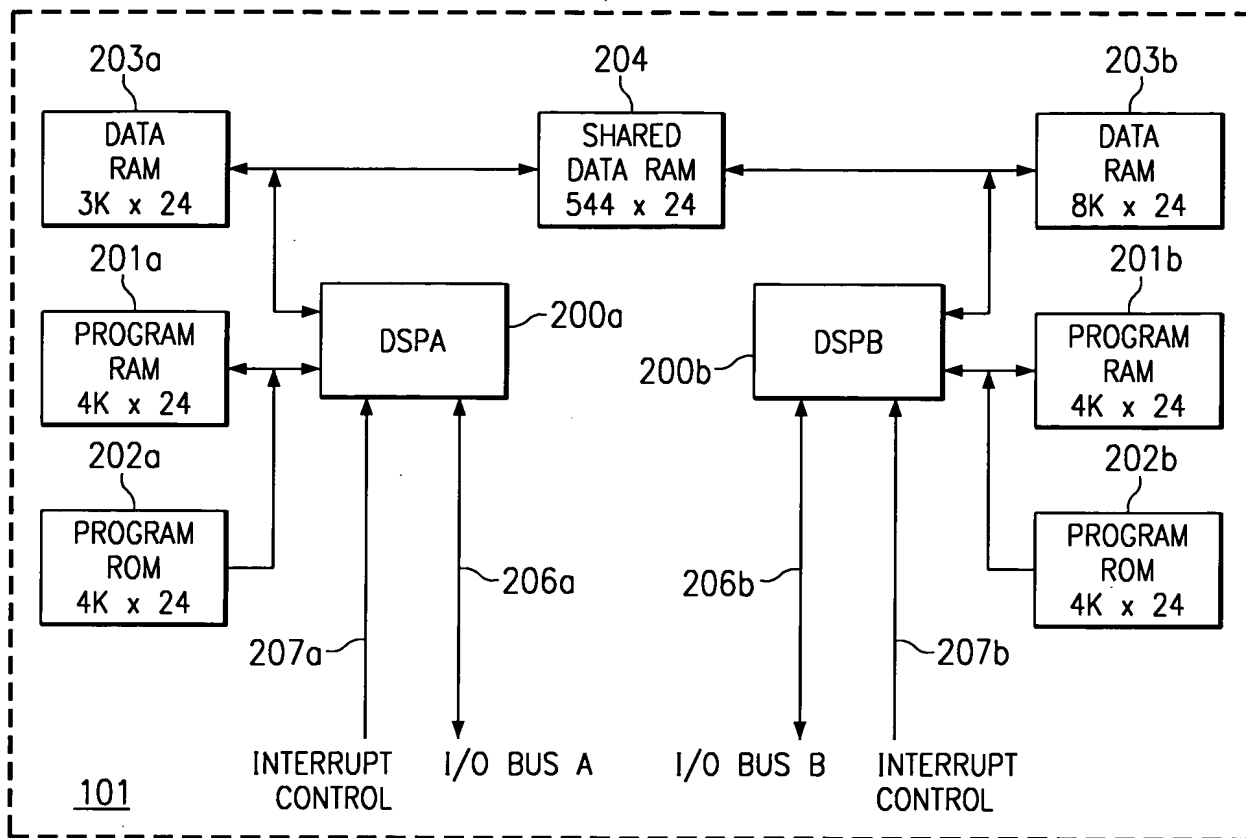 203a
204
203b
DATA
RAM
3K x 24
SHARED
DATA RAM
544 x 24
DATA
RAM
8K x 24
201a
201b
PROGRAM
RAM
4K x 24
DSPA
200a
DSPB
200b
PROGRAM
RAM
4K x 24
202a
202b
PROGRAM
ROM
4K x 24
PROGRAM
ROM
4K x 24
206a
206b
207a
207b
INTERRUPT
CONTROL
I/O BUS A
I/O BUS B
INTERRUPT
CONTROL
101